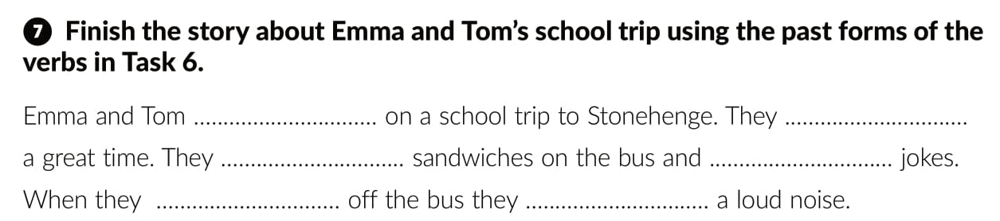 7 Finish the story about Emma and Tom's school trip using the past forms of the
verbs in Task 6.
Emma and Tom ............................... on a school trip to Stonehenge. They ...............................
a great time. They ............................... sandwiches on the bus and ............................... jokes.
When they ............................... off the bus they ............................... a loud noise.